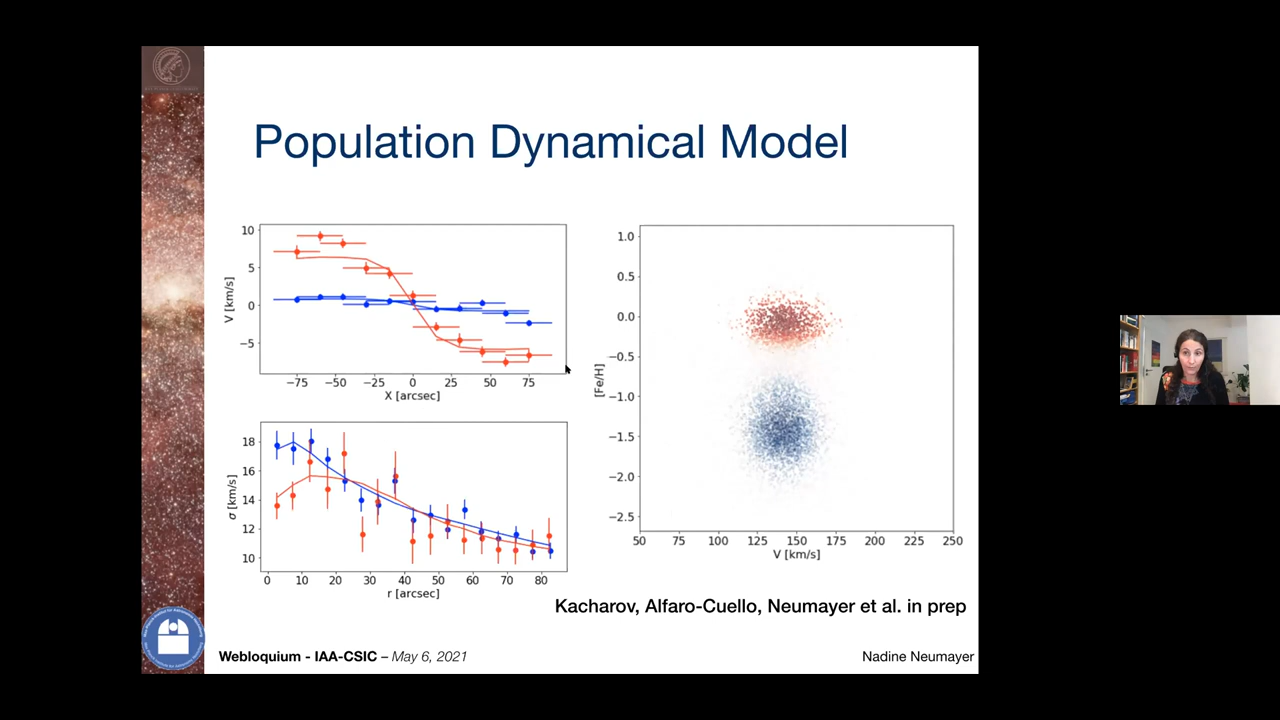 Population Dynamical Model
10
5
0
−5
V [km/s]
−75 −50 −25 0 25 50 75
X [arcsec]
18
16
14
12
10
σ [km/s]
0 10 20 30 40 50 60 70 80
r [arcsec]
1.0
0.5
0.0
−0.5
−1.0
−1.5
−2.0
−2.5
[Fe/H]
50 75 100 125 150 175 200 225 250
V [km/s]
Kacharov, Alfaro-Cuello, Neumayer et al. in prep
Webloquium - IAA-CSIC – May 6, 2021
Nadine Neumayer